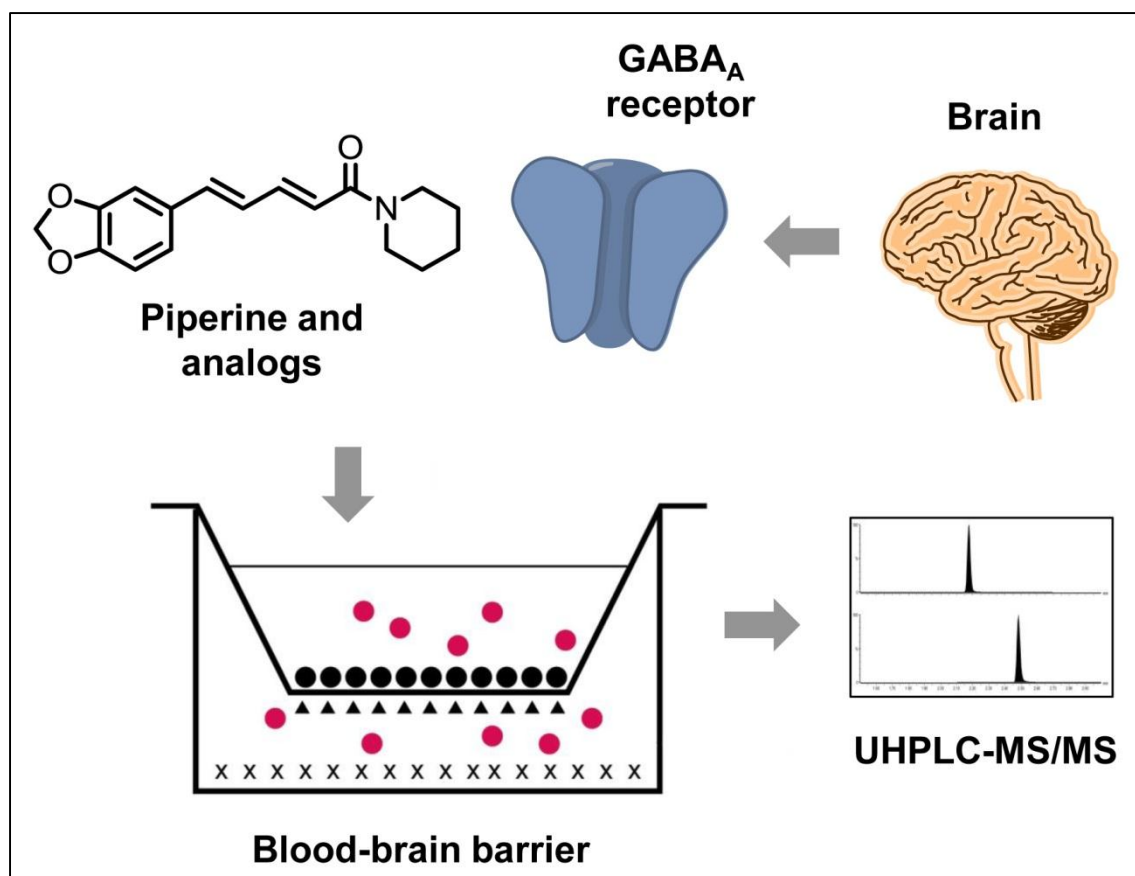 GABAA
receptor
Brain
O
O
O
N
Piperine and
analogs
x x x x x x x x x x x x x x x x
UHPLC-MS/MS
Blood-brain barrier